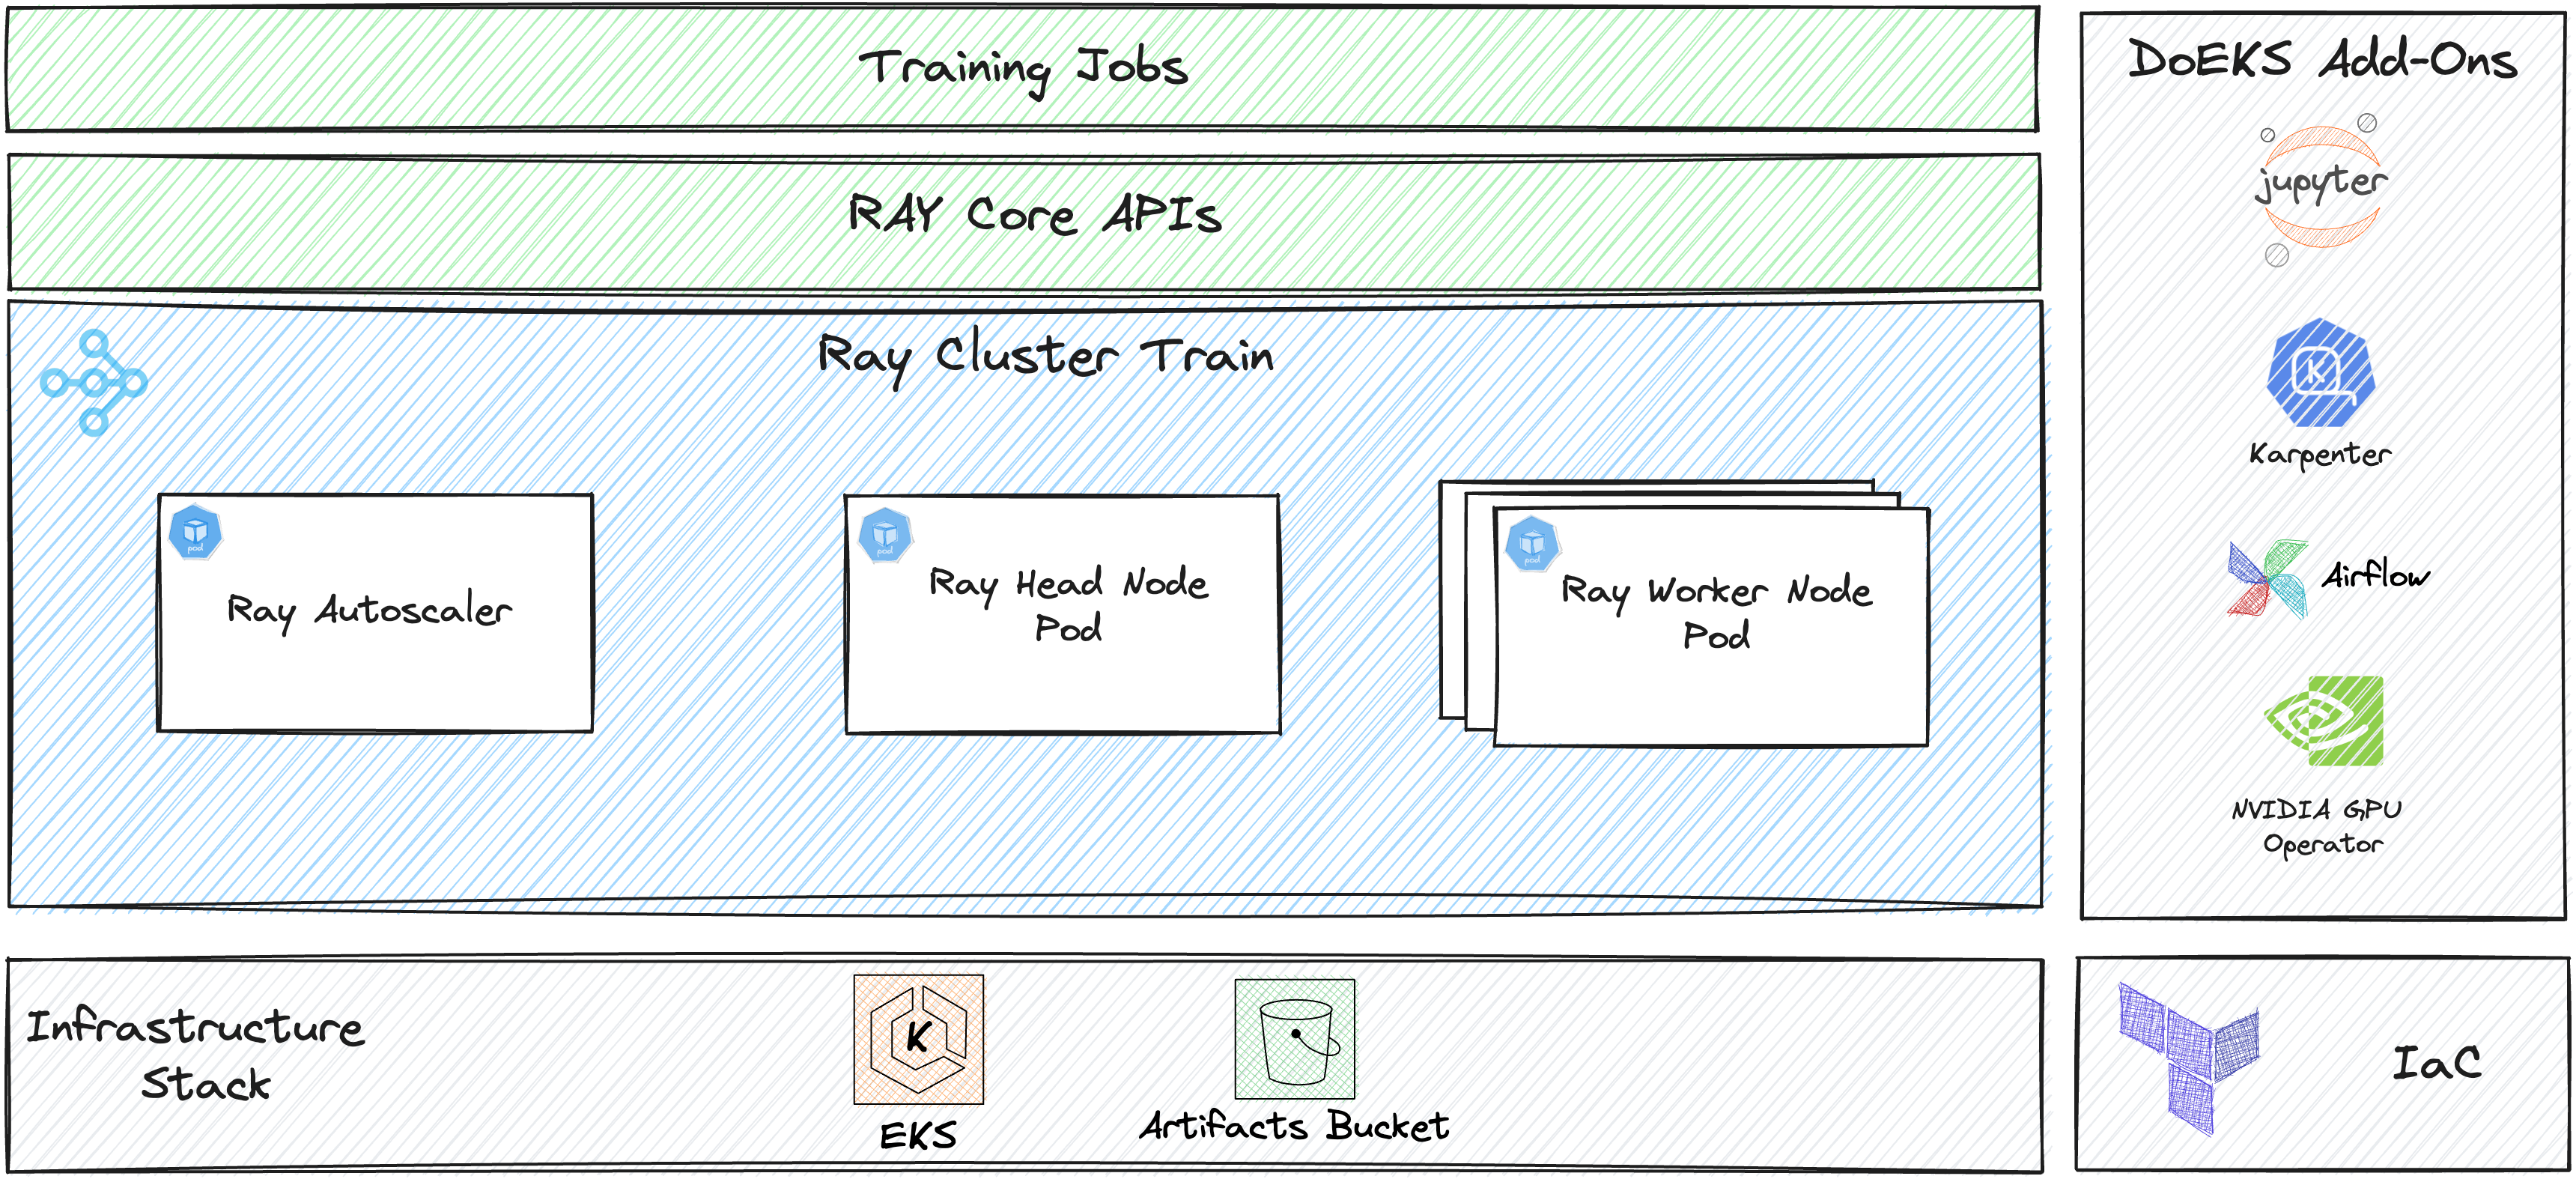 Training Jobs
RAY Core APIs
Ray Cluster Train
pod
Ray Autoscaler
pod
Ray Head Node
Pod
pod
Ray Worker Node
Pod
DoEKS Add-Ons
jupyter
K
Karpenter
Airflow
NVIDIA GPU
Operator
Infrastructure
Stack
K
EKS
Artifacts Bucket
IaC